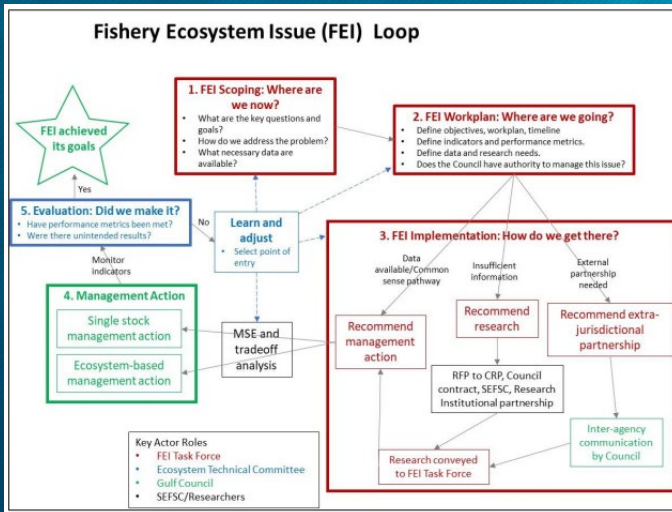 Fishery Ecosystem Issue (FEI) Loop
1. FEI Scoping: Where are
we now?
• What are the key questions and
goals?
• How do we address the problem?
• What necessary data are
available?
2. FEI Workplan: Where are we going?
• Define objectives, workplan, timeline
• Define indicators and performance metrics.
• Define data and research needs.
• Does the Council have authority to manage this issue?
FEI achieved
its goals
Yes
5. Evaluation: Did we make it?
• Have performance metrics been met?
• Were there unintended results?
No
Learn and
adjust
• Select point of
entry
Monitor
indicators
4. Management Action
Single stock
management action
Ecosystem-based
management action
MSE and
tradeoff
analysis
3. FEI Implementation: How do we get there?
Data
available/Common
sense pathway
Insufficient
information
External
partnership
needed
Recommend
management
action
Recommend
research
Recommend extra-
jurisdictional
partnership
RFP to CRP, Council
contract, SEFSC, Research
Institutional partnership
Research conveyed
to FEI Task Force
Inter-agency
communication
by Council
Key Actor Roles
• FEI Task Force
• Ecosystem Technical Committee
• Gulf Council
• SEFSC/Researchers